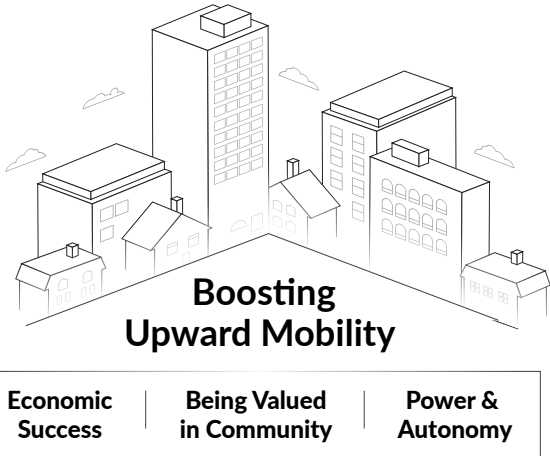 Boosting
Upward Mobility
Economic
Success
Being Valued
in Community
Power &
Autonomy